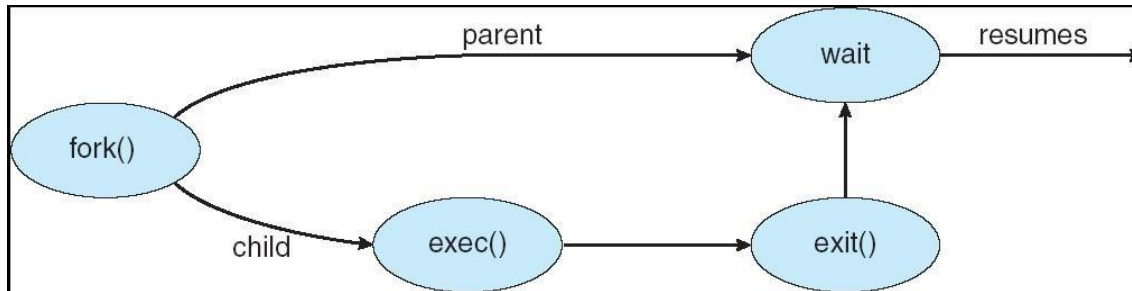 parent
wait
resumes
fork()
child
exec()
exit()